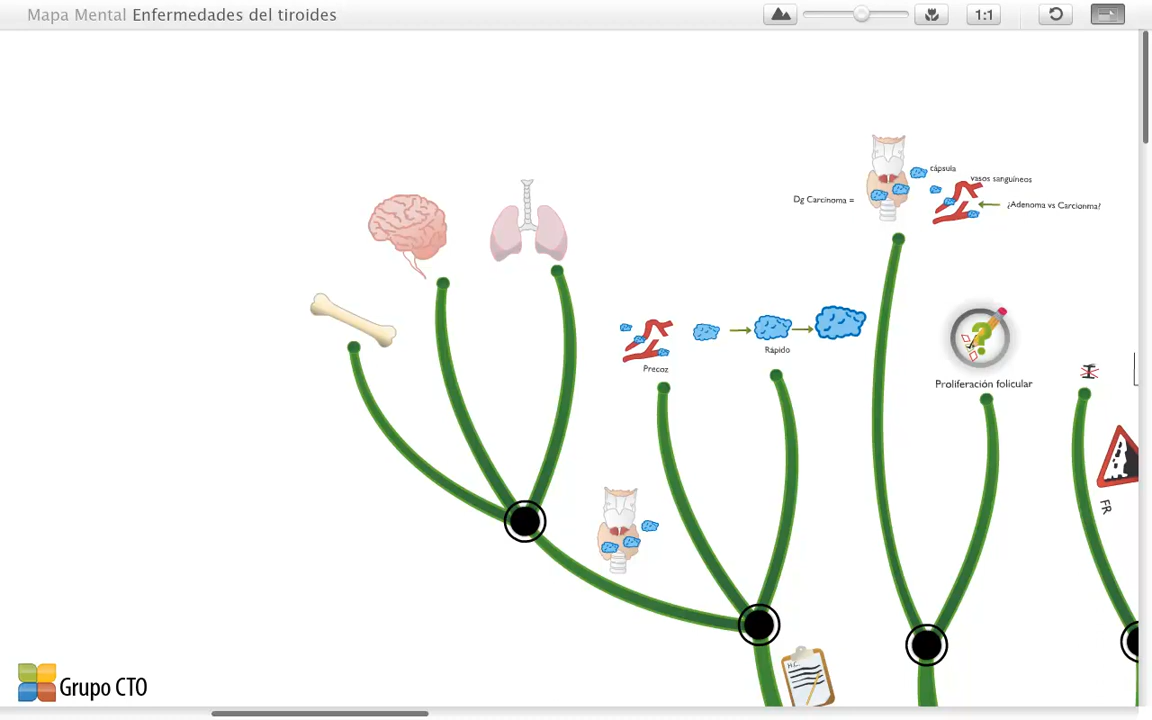 Mapa Mental Enfermedades del tiroides
1:1
cápsula
vasos sanguíneos
Dg Carcinoma =
¿Adenoma vs Carcionma?
Rápido
Precoz
Proliferación folicular
I
FR
H.C.
Grupo CTO